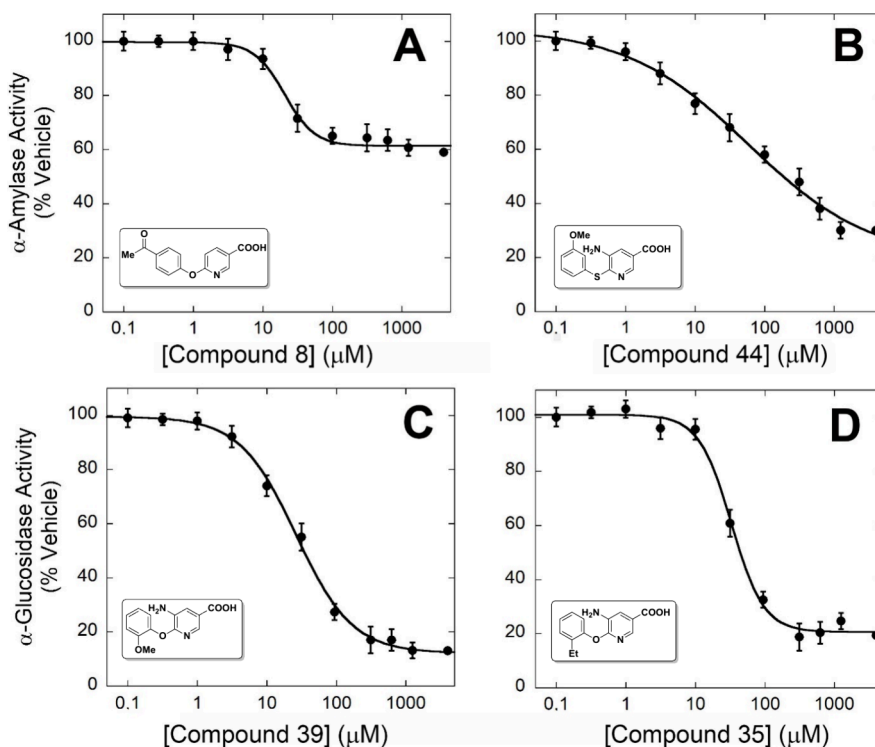 A
α-Amylase Activity
(% Vehicle)
100
80
60
40
20
0
0.1
1
10
100
1000
[Compound 8] (μM)
O
Me
O
N
COOH
B
100
80
60
40
20
0
0.1
1
10
100
1000
[Compound 44] (μM)
OMe
H₂N
COOH
S
N
C
α-Glucosidase Activity
(% Vehicle)
100
80
60
40
20
0
0.1
1
10
100
1000
[Compound 39] (μM)
H₂N
COOH
O
N
OMe
D
100
80
60
40
20
0
0.1
1
10
100
1000
[Compound 35] (μM)
H₂N
COOH
O
N
Et